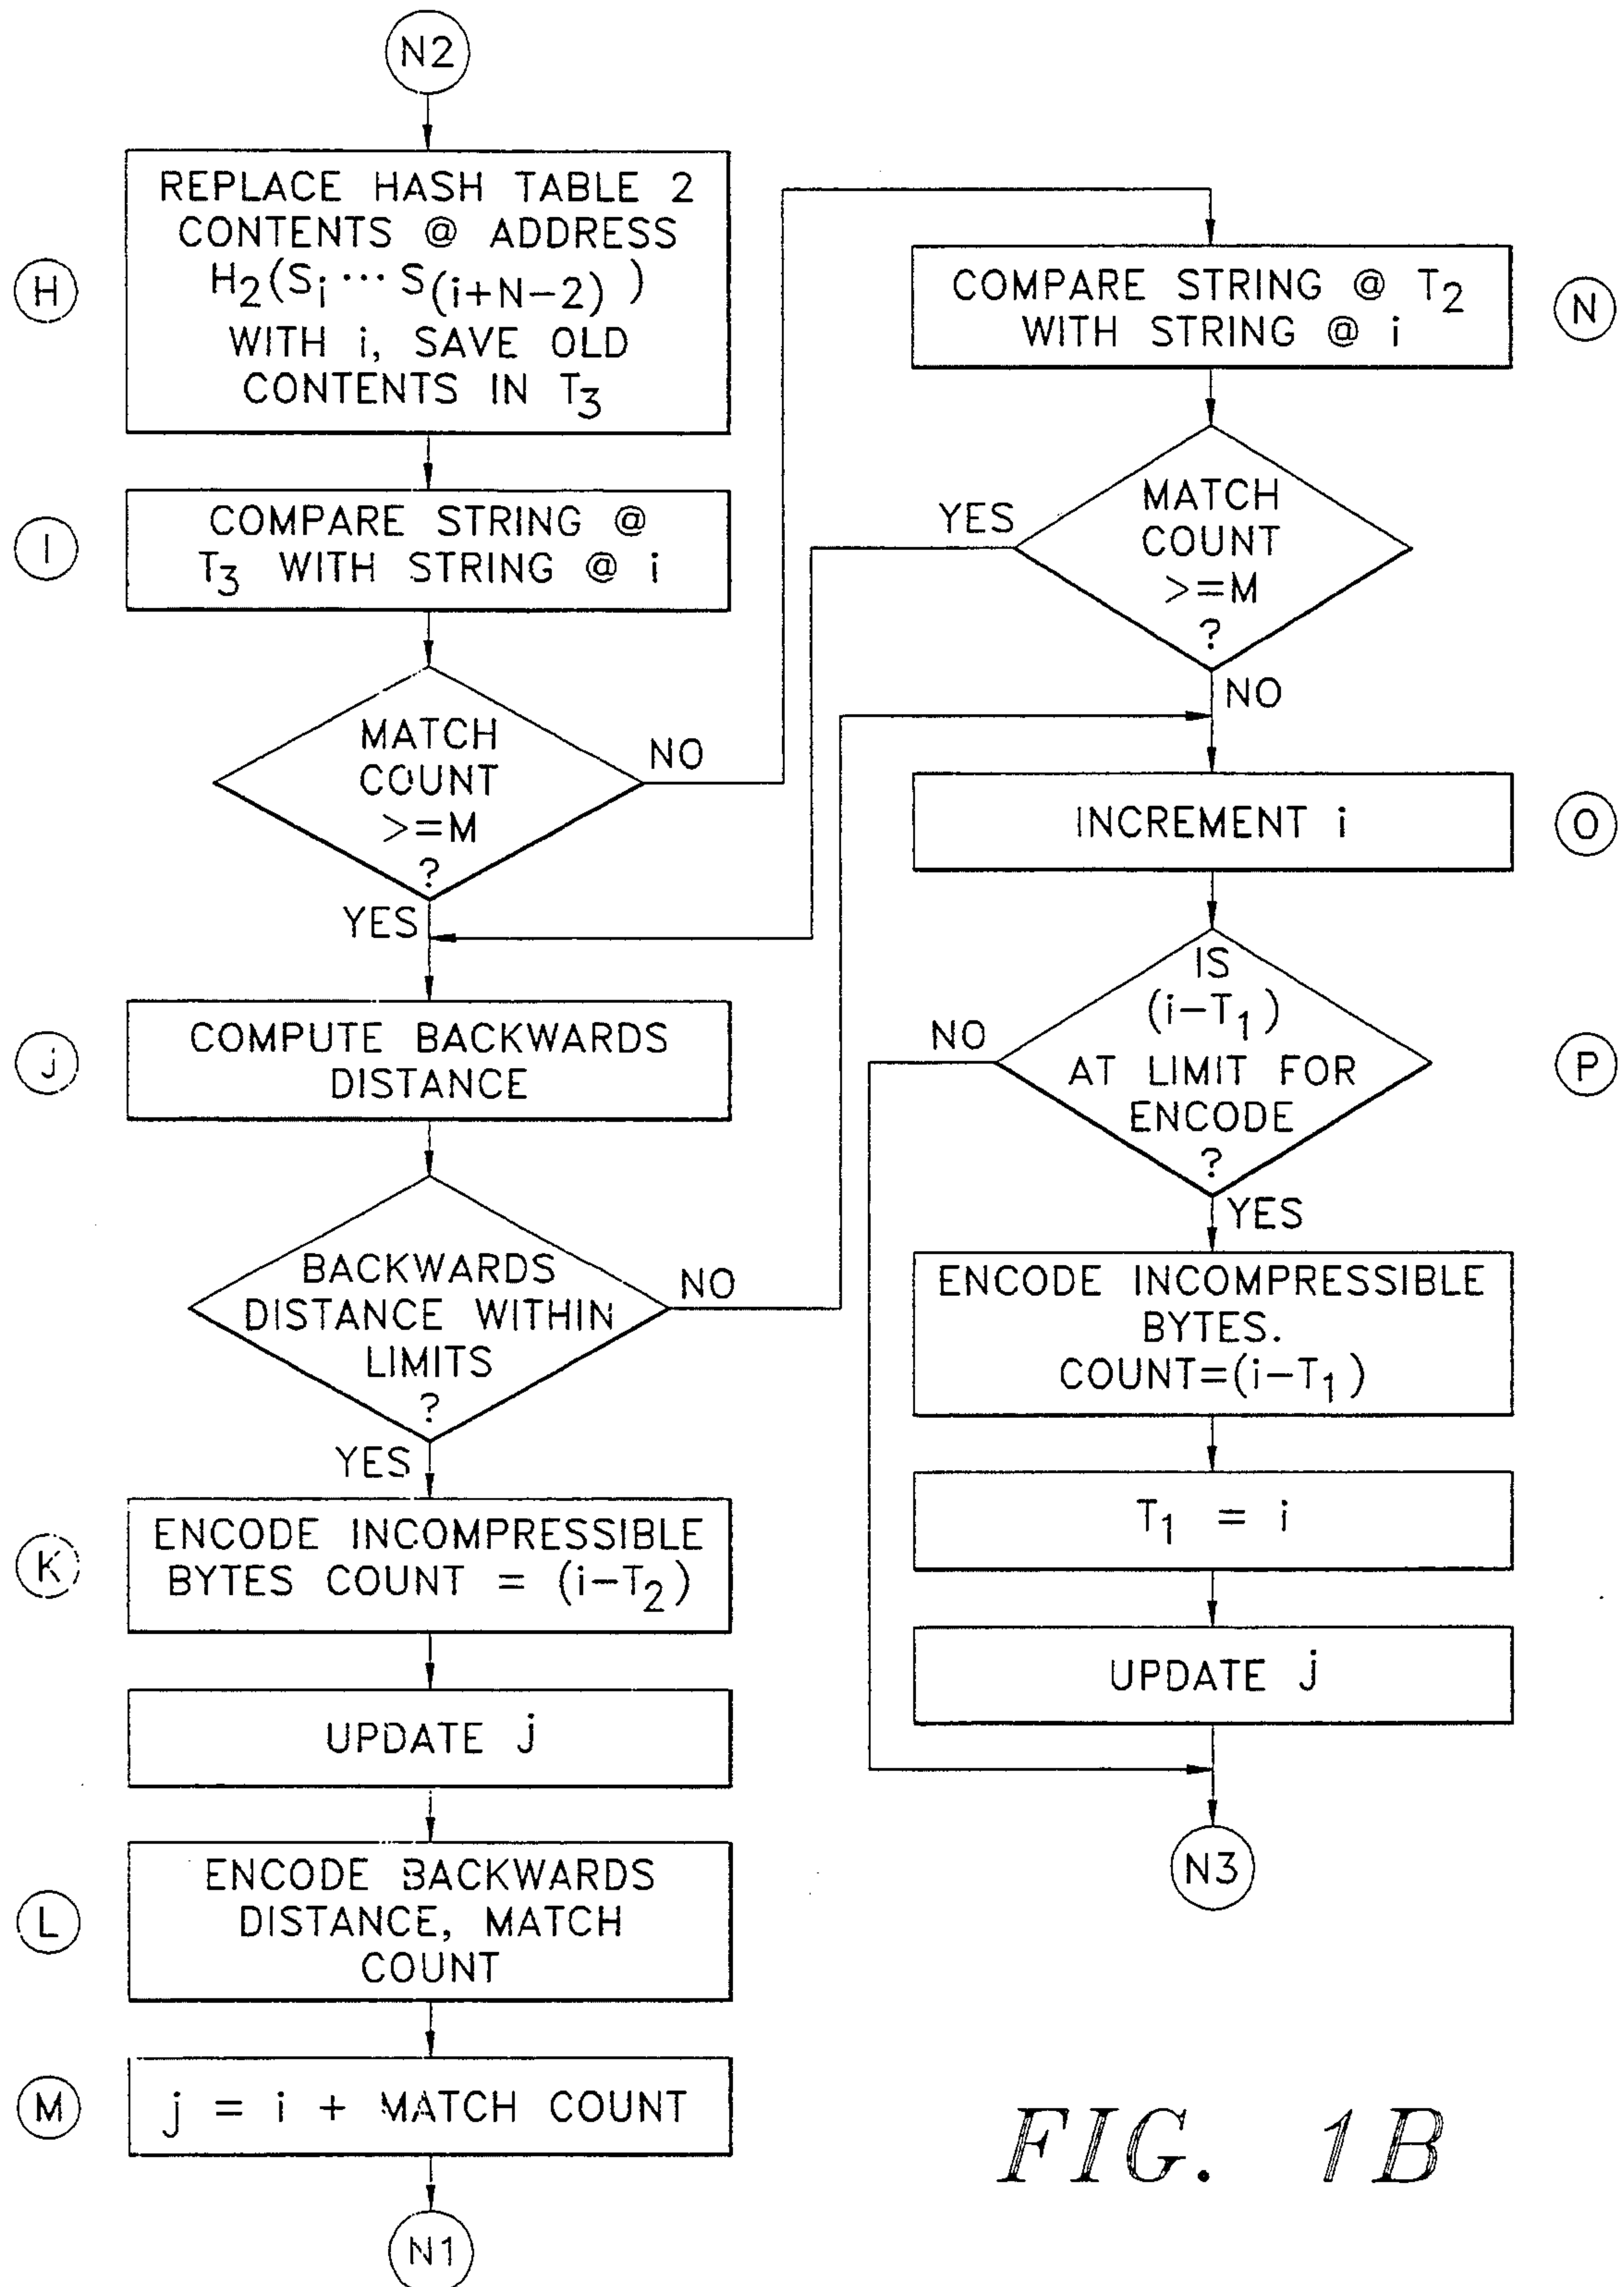 N2
H
REPLACE HASH TABLE 2
CONTENTS @ ADDRESS
H2(Si ··· S(i+N-2) )
WITH i, SAVE OLD
CONTENTS IN T3
I
COMPARE STRING @
T3 WITH STRING @ i
MATCH
COUNT
>=M
?
NO
YES
J
COMPUTE BACKWARDS
DISTANCE
BACKWARDS
DISTANCE WITHIN
LIMITS
?
NO
YES
K
ENCODE INCOMPRESSIBLE
BYTES COUNT = (i-T2)
UPDATE j
L
ENCODE BACKWARDS
DISTANCE, MATCH
COUNT
M
j = i + MATCH COUNT
N1
COMPARE STRING @ T2
WITH STRING @ i
N
YES
MATCH
COUNT
>=M
?
NO
INCREMENT i
O
IS
(i-T1)
AT LIMIT FOR
ENCODE
?
P
NO
YES
ENCODE INCOMPRESSIBLE
BYTES.
COUNT=(i-T1)
T1 = i
UPDATE j
N3
FIG. 1B